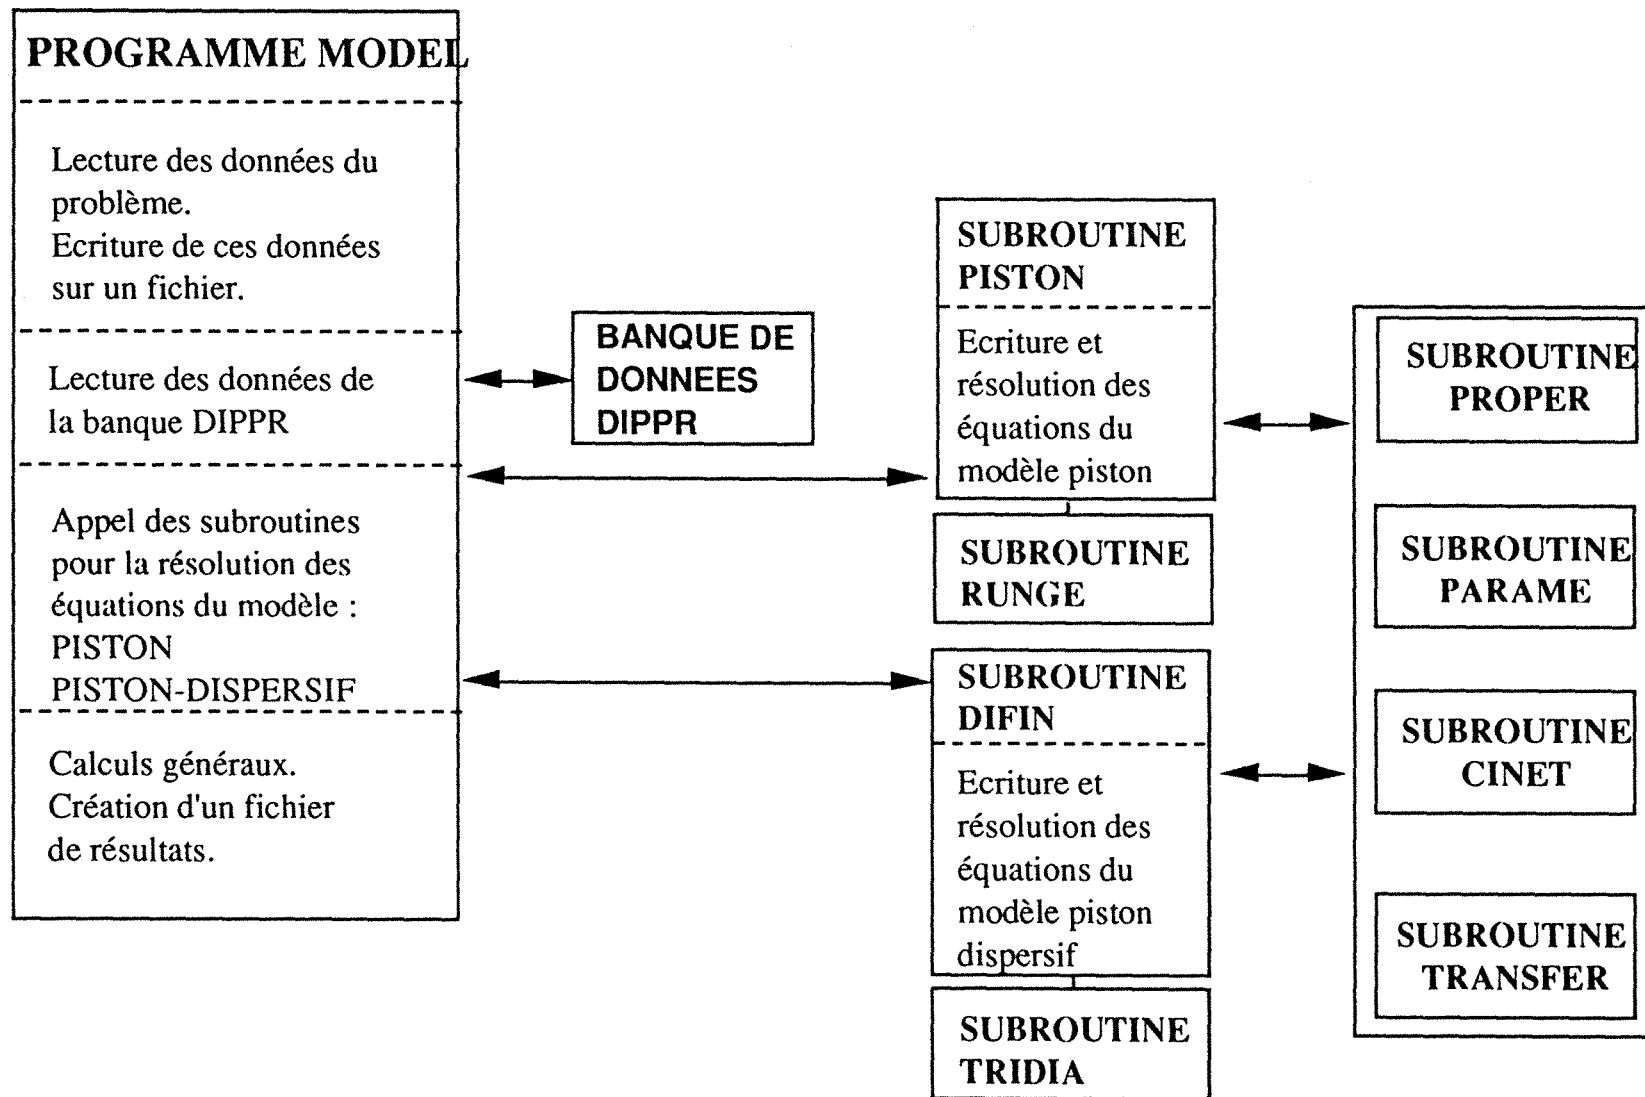 PROGRAMME MODEL
Lecture des données du
problème.
Ecriture de ces données
sur un fichier.
Lecture des données de
la banque DIPPR
Appel des subroutines
pour la résolution des
équations du modèle :
PISTON
PISTON-DISPERSIF
Calculs généraux.
Création d'un fichier
de résultats.
BANQUE DE
DONNEES
DIPPR
SUBROUTINE
PISTON
Ecriture et
résolution des
équations du
modèle piston
SUBROUTINE
RUNGE
SUBROUTINE
DIFIN
Ecriture et
résolution des
équations du
modèle piston
dispersif
SUBROUTINE
TRIDIA
SUBROUTINE
PROPER
SUBROUTINE
PARAME
SUBROUTINE
CINET
SUBROUTINE
TRANSFER